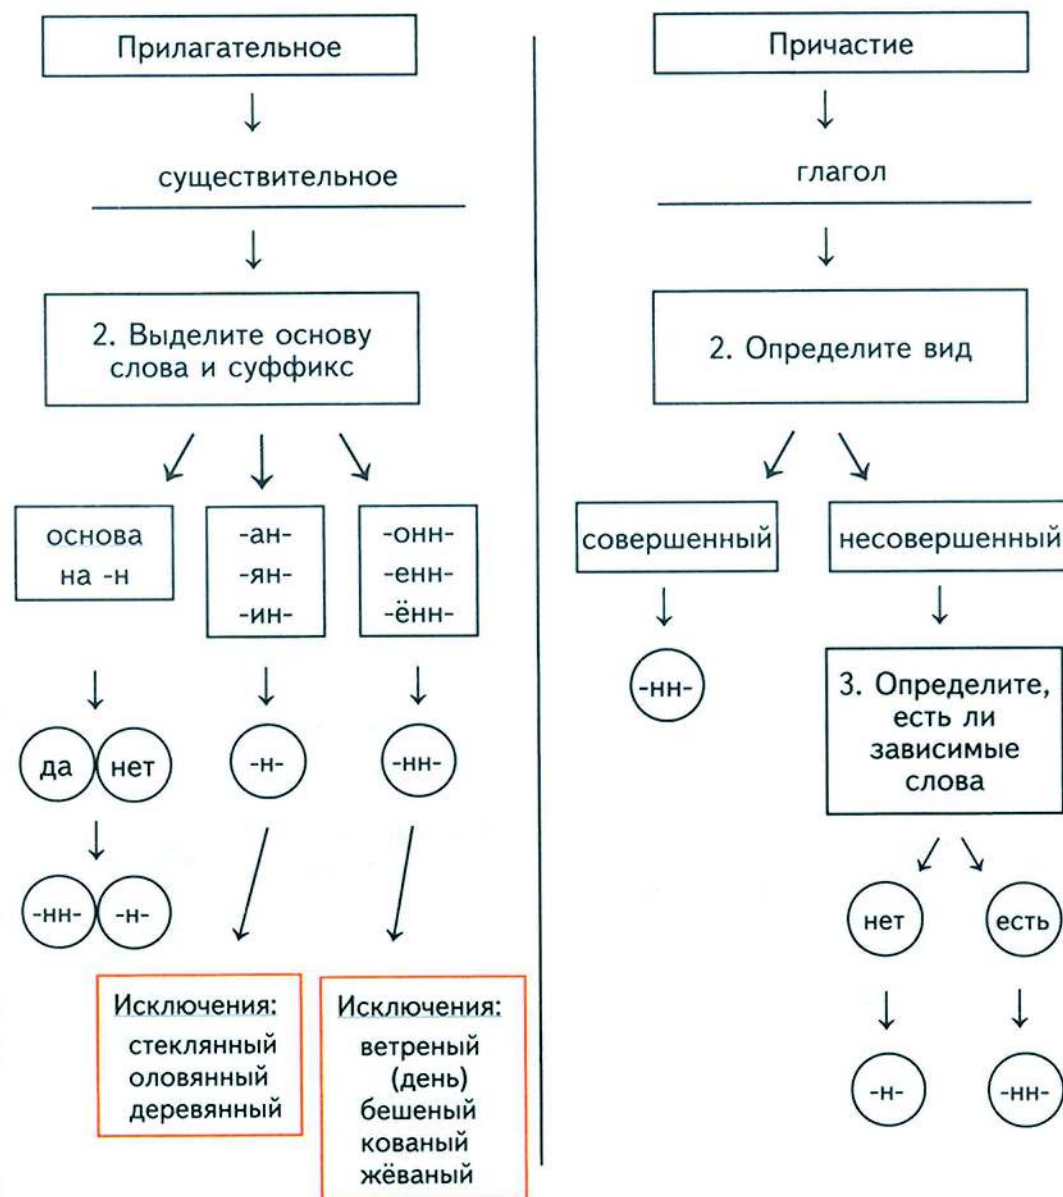 Прилагательное
существительное
2. Выделите основу
слова и суффикс
основа
на -н
-ан-
-ян-
-ин-
-онн-
-енн-
-ённ-
да
нет
-н-
-нн-
-нн-
-н-
Исключения:
стеклянный
оловянный
деревянный
Исключения:
ветреный
(день)
бешеный
кованый
жёваный
Причастие
глагол
2. Определите вид
совершенный
несовершенный
-нн-
3. Определите,
есть ли
зависимые
слова
нет
есть
-н-
-нн-